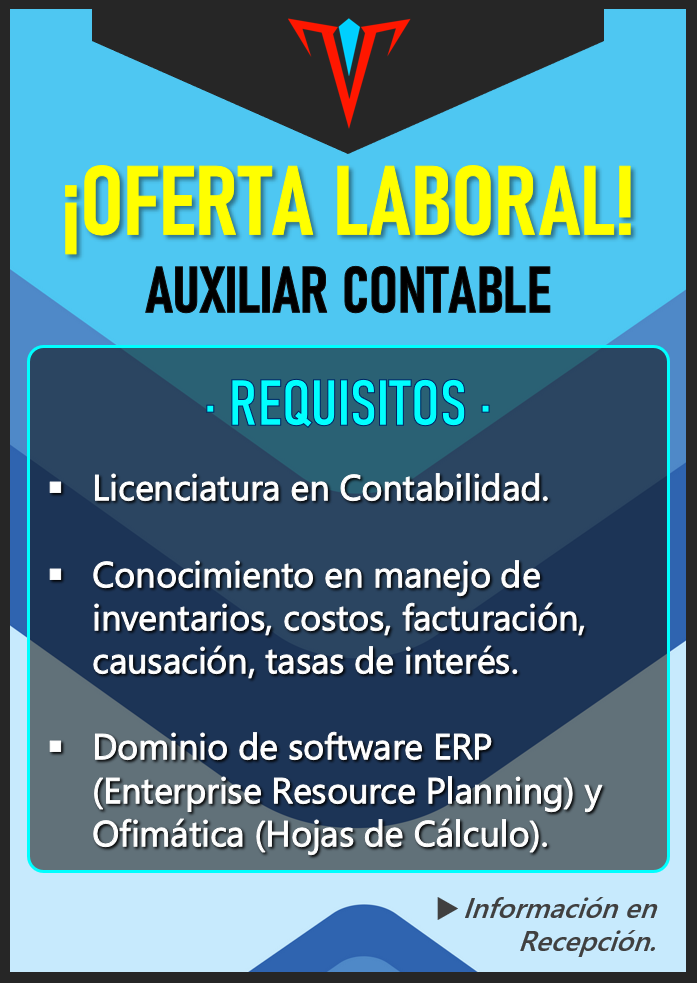 ¡OFERTA LABORAL!
AUXILIAR CONTABLE
· REQUISITOS ·
▪ Licenciatura en Contabilidad.
▪ Conocimiento en manejo de
inventarios, costos, facturación,
causación, tasas de interés.
▪ Dominio de software ERP
(Enterprise Resource Planning) y
Ofimática (Hojas de Cálculo).
► Información en
Recepción.